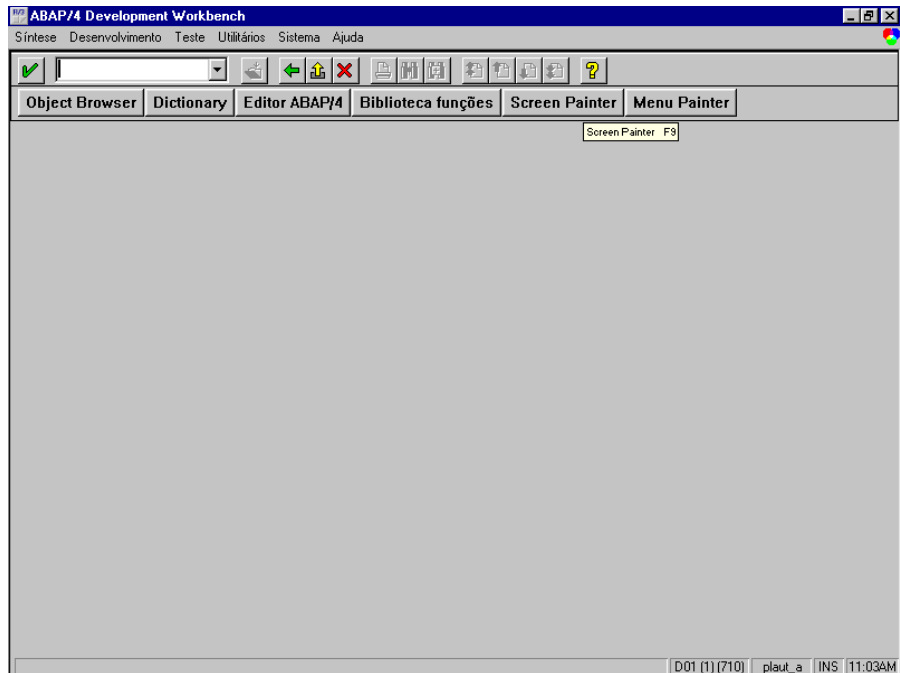 R/3 ABAP/4 Development Workbench
Síntese Desenvolvimento Teste Utilitários Sistema Ajuda
Object Browser Dictionary Editor ABAP/4 Biblioteca funções Screen Painter Menu Painter
Screen Painter F9
D01 (1) (710) plaut_a INS 11:03AM